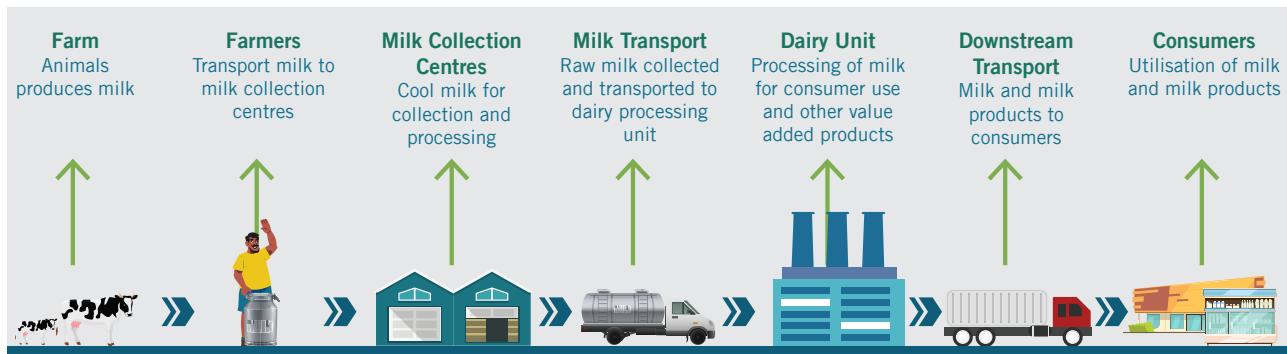 Farm
Animals
produces milk
Farmers
Transport milk to
milk collection
centres
Milk Collection
Centres
Cool milk for
collection and
processing
Milk Transport
Raw milk collected
and transported to
dairy processing
unit
Dairy Unit
Processing of milk
for consumer use
and other value
added products
Downstream
Transport
Milk and milk
products to
consumers
Consumers
Utilisation of milk
and milk products